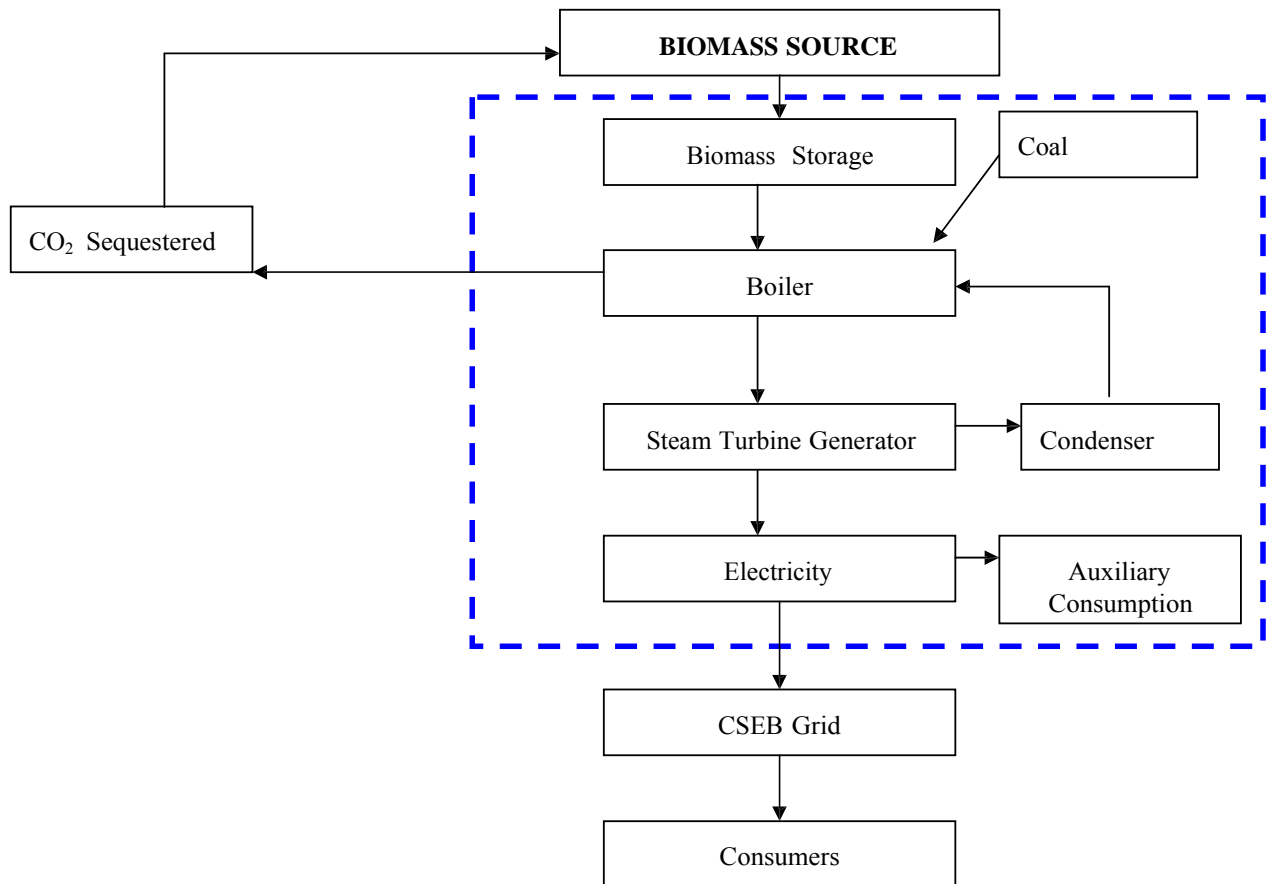 BIOMASS SOURCE
Biomass Storage
Coal
CO₂ Sequestered
Boiler
Steam Turbine Generator
Condenser
Electricity
Auxiliary
Consumption
CSEB Grid
Consumers